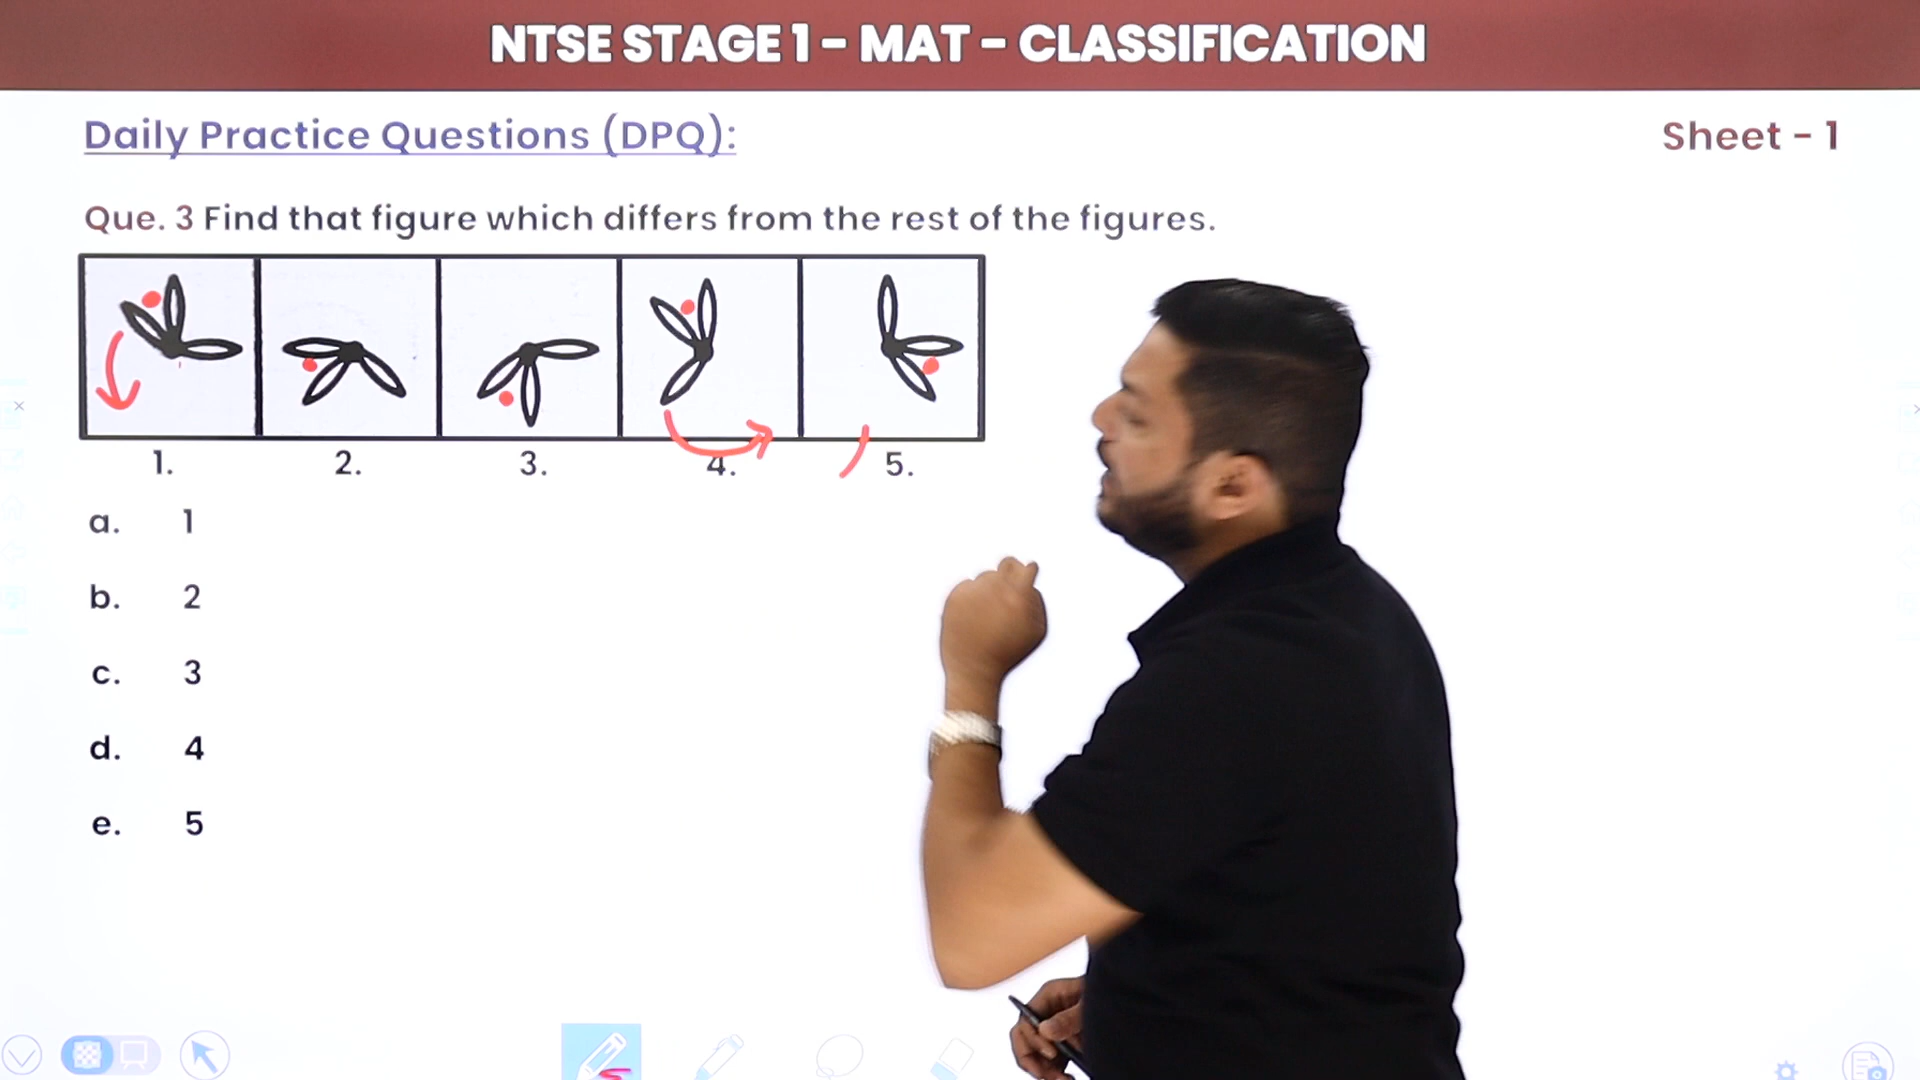 NTSE STAGE 1 - MAT - CLASSIFICATION
Daily Practice Questions (DPQ):
Sheet - 1
Que. 3 Find that figure which differs from the rest of the figures.
1. 2. 3. 4. 5.
a. 1
b. 2
c. 3
d. 4
e. 5